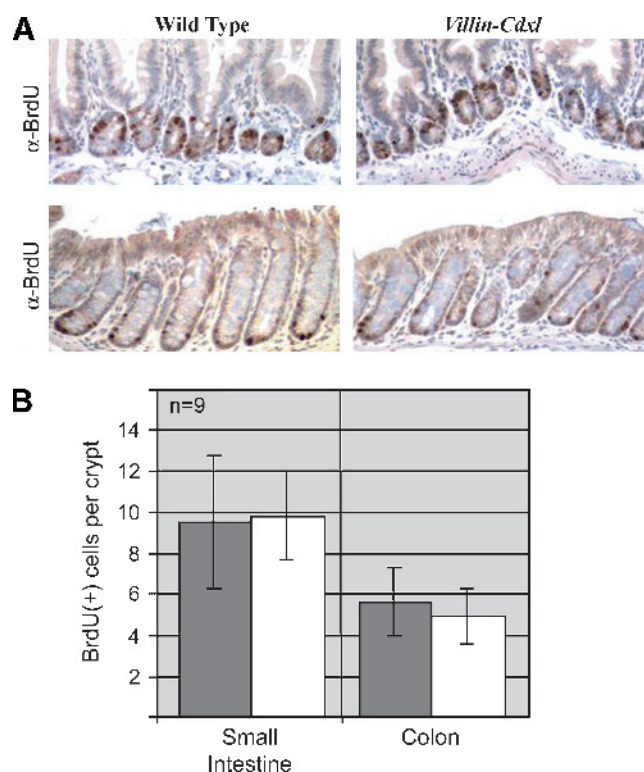 A
Wild Type
Villin-Cdxl
α-BrdU
α-BrdU
B
n=9
BrdU(+) cells per crypt
14
12
10
8
6
4
2
Small
Intestine
Colon